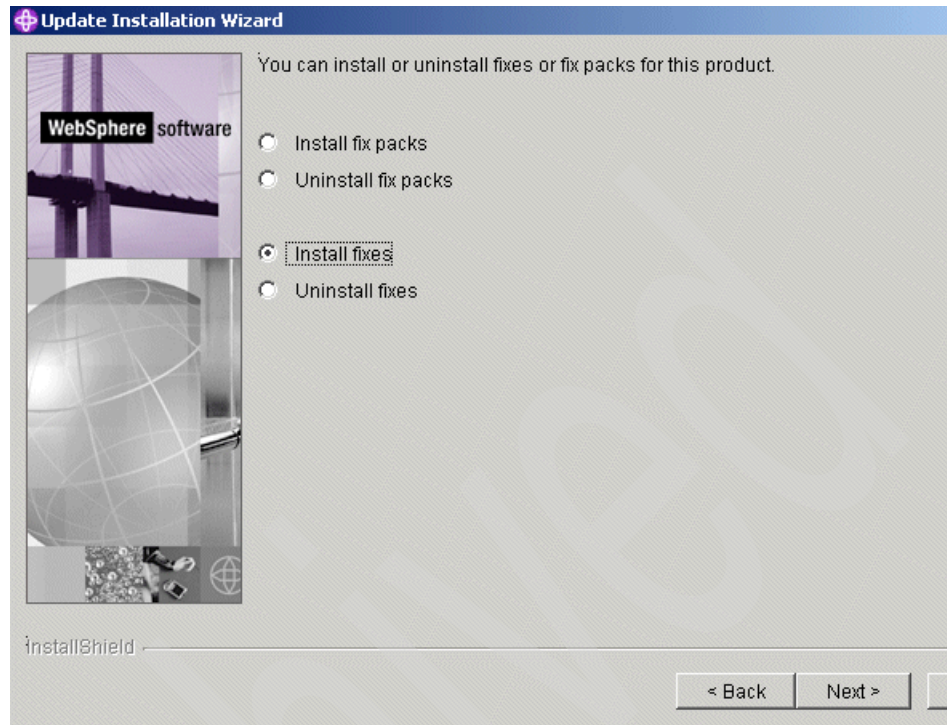 Update Installation Wizard
You can install or uninstall fixes or fix packs for this product.
WebSphere software
Install fix packs
Uninstall fix packs
Install fixes
Uninstall fixes
InstallShield
< Back
Next >